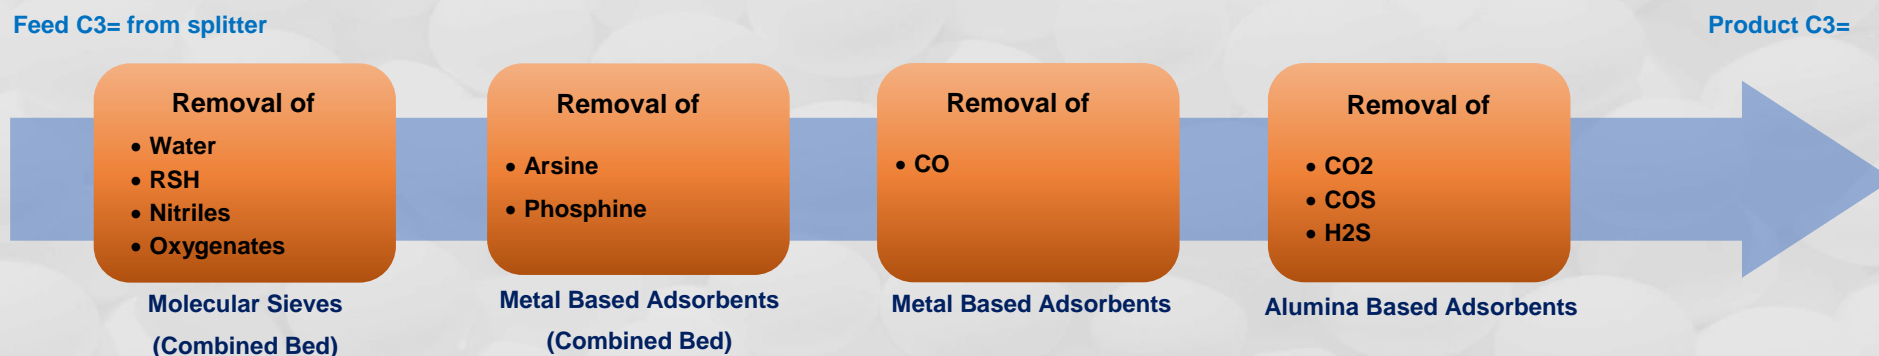 Feed C3= from splitter
Product C3=
Removal of
• Water
• RSH
• Nitriles
• Oxygenates
Molecular Sieves
(Combined Bed)
Removal of
• Arsine
• Phosphine
Metal Based Adsorbents
(Combined Bed)
Removal of
• CO
Metal Based Adsorbents
Removal of
• CO2
• COS
• H2S
Alumina Based Adsorbents